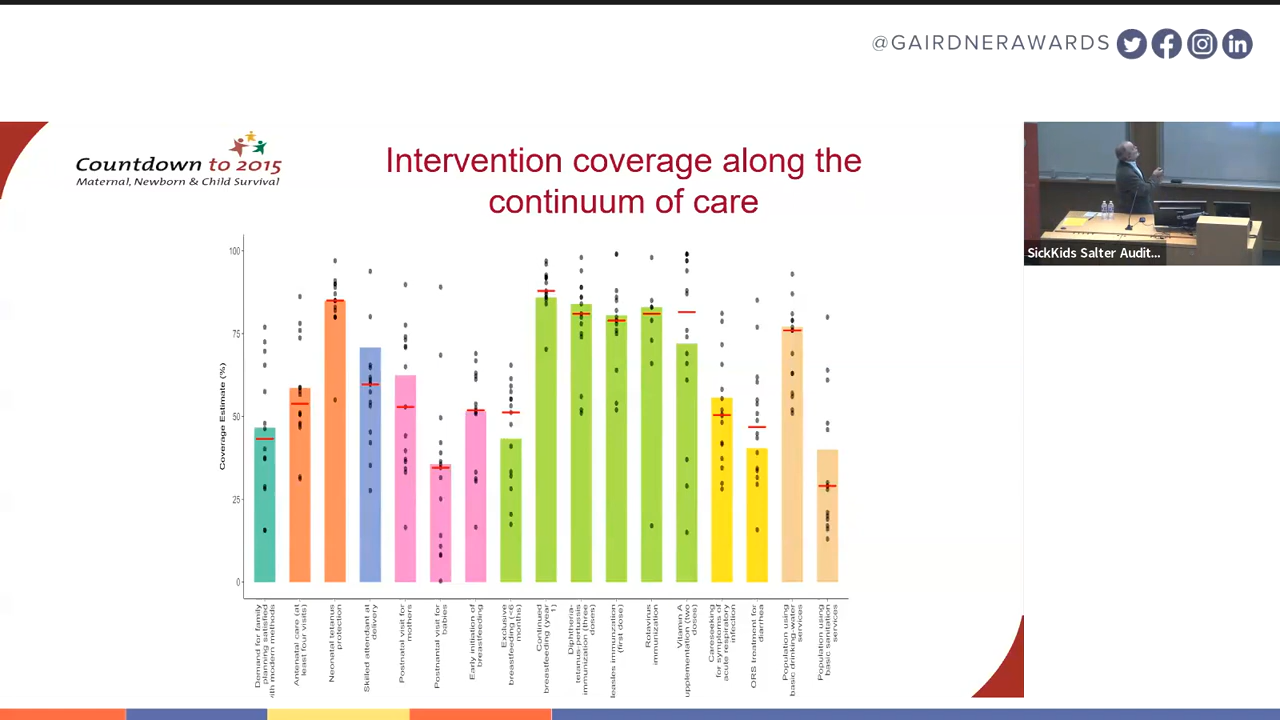 @GAIRDNERAWARDS
Countdown to 2015
Maternal, Newborn & Child Survival
Intervention coverage along the
continuum of care
SickKids Salter Audit...
Coverage Estimate (%)
100
75
50
25
0
Demand for family
planning satisfied
ith modern methods
Antenatal care (at
least four visits)
Neonatal tetanus
protection
Skilled attendant at
delivery
Postnatal visit for
mothers
Postnantal visit for
babies
Early initiation of
breastfeeding
Exclusive
breastfeeding (<6
months)
Continued
breastfeeding (year
1)
Diphtheria-
tetanus-pertussis
immunization (three
doses)
leasles immunization
(first dose)
Rotavirus
immunization
Vitamin A
upplementation (two
doses)
Careseeking
for symptoms of
acute respiratory
infection
ORS treatment for
diarrhea
Population using
basic drinking-water
services
Population using
basic sanitation
services